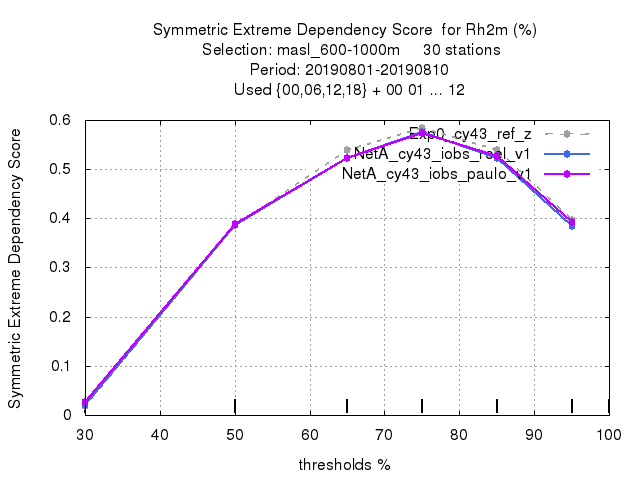 Symmetric Extreme Dependency Score for Rh2m (%)
Selection: masl_600-1000m 30 stations
Period: 20190801-20190810
Used {00,06,12,18} + 00 01 ... 12
Symmetric Extreme Dependency Score
0.6
0.5
0.4
0.3
0.2
0.1
0
Exp0_cy43_ref_z
NetA_cy43_iobs_reel_v1
NetA_cy43_iobs_paulo_v1
30 40 50 60 70 80 90 100
thresholds %